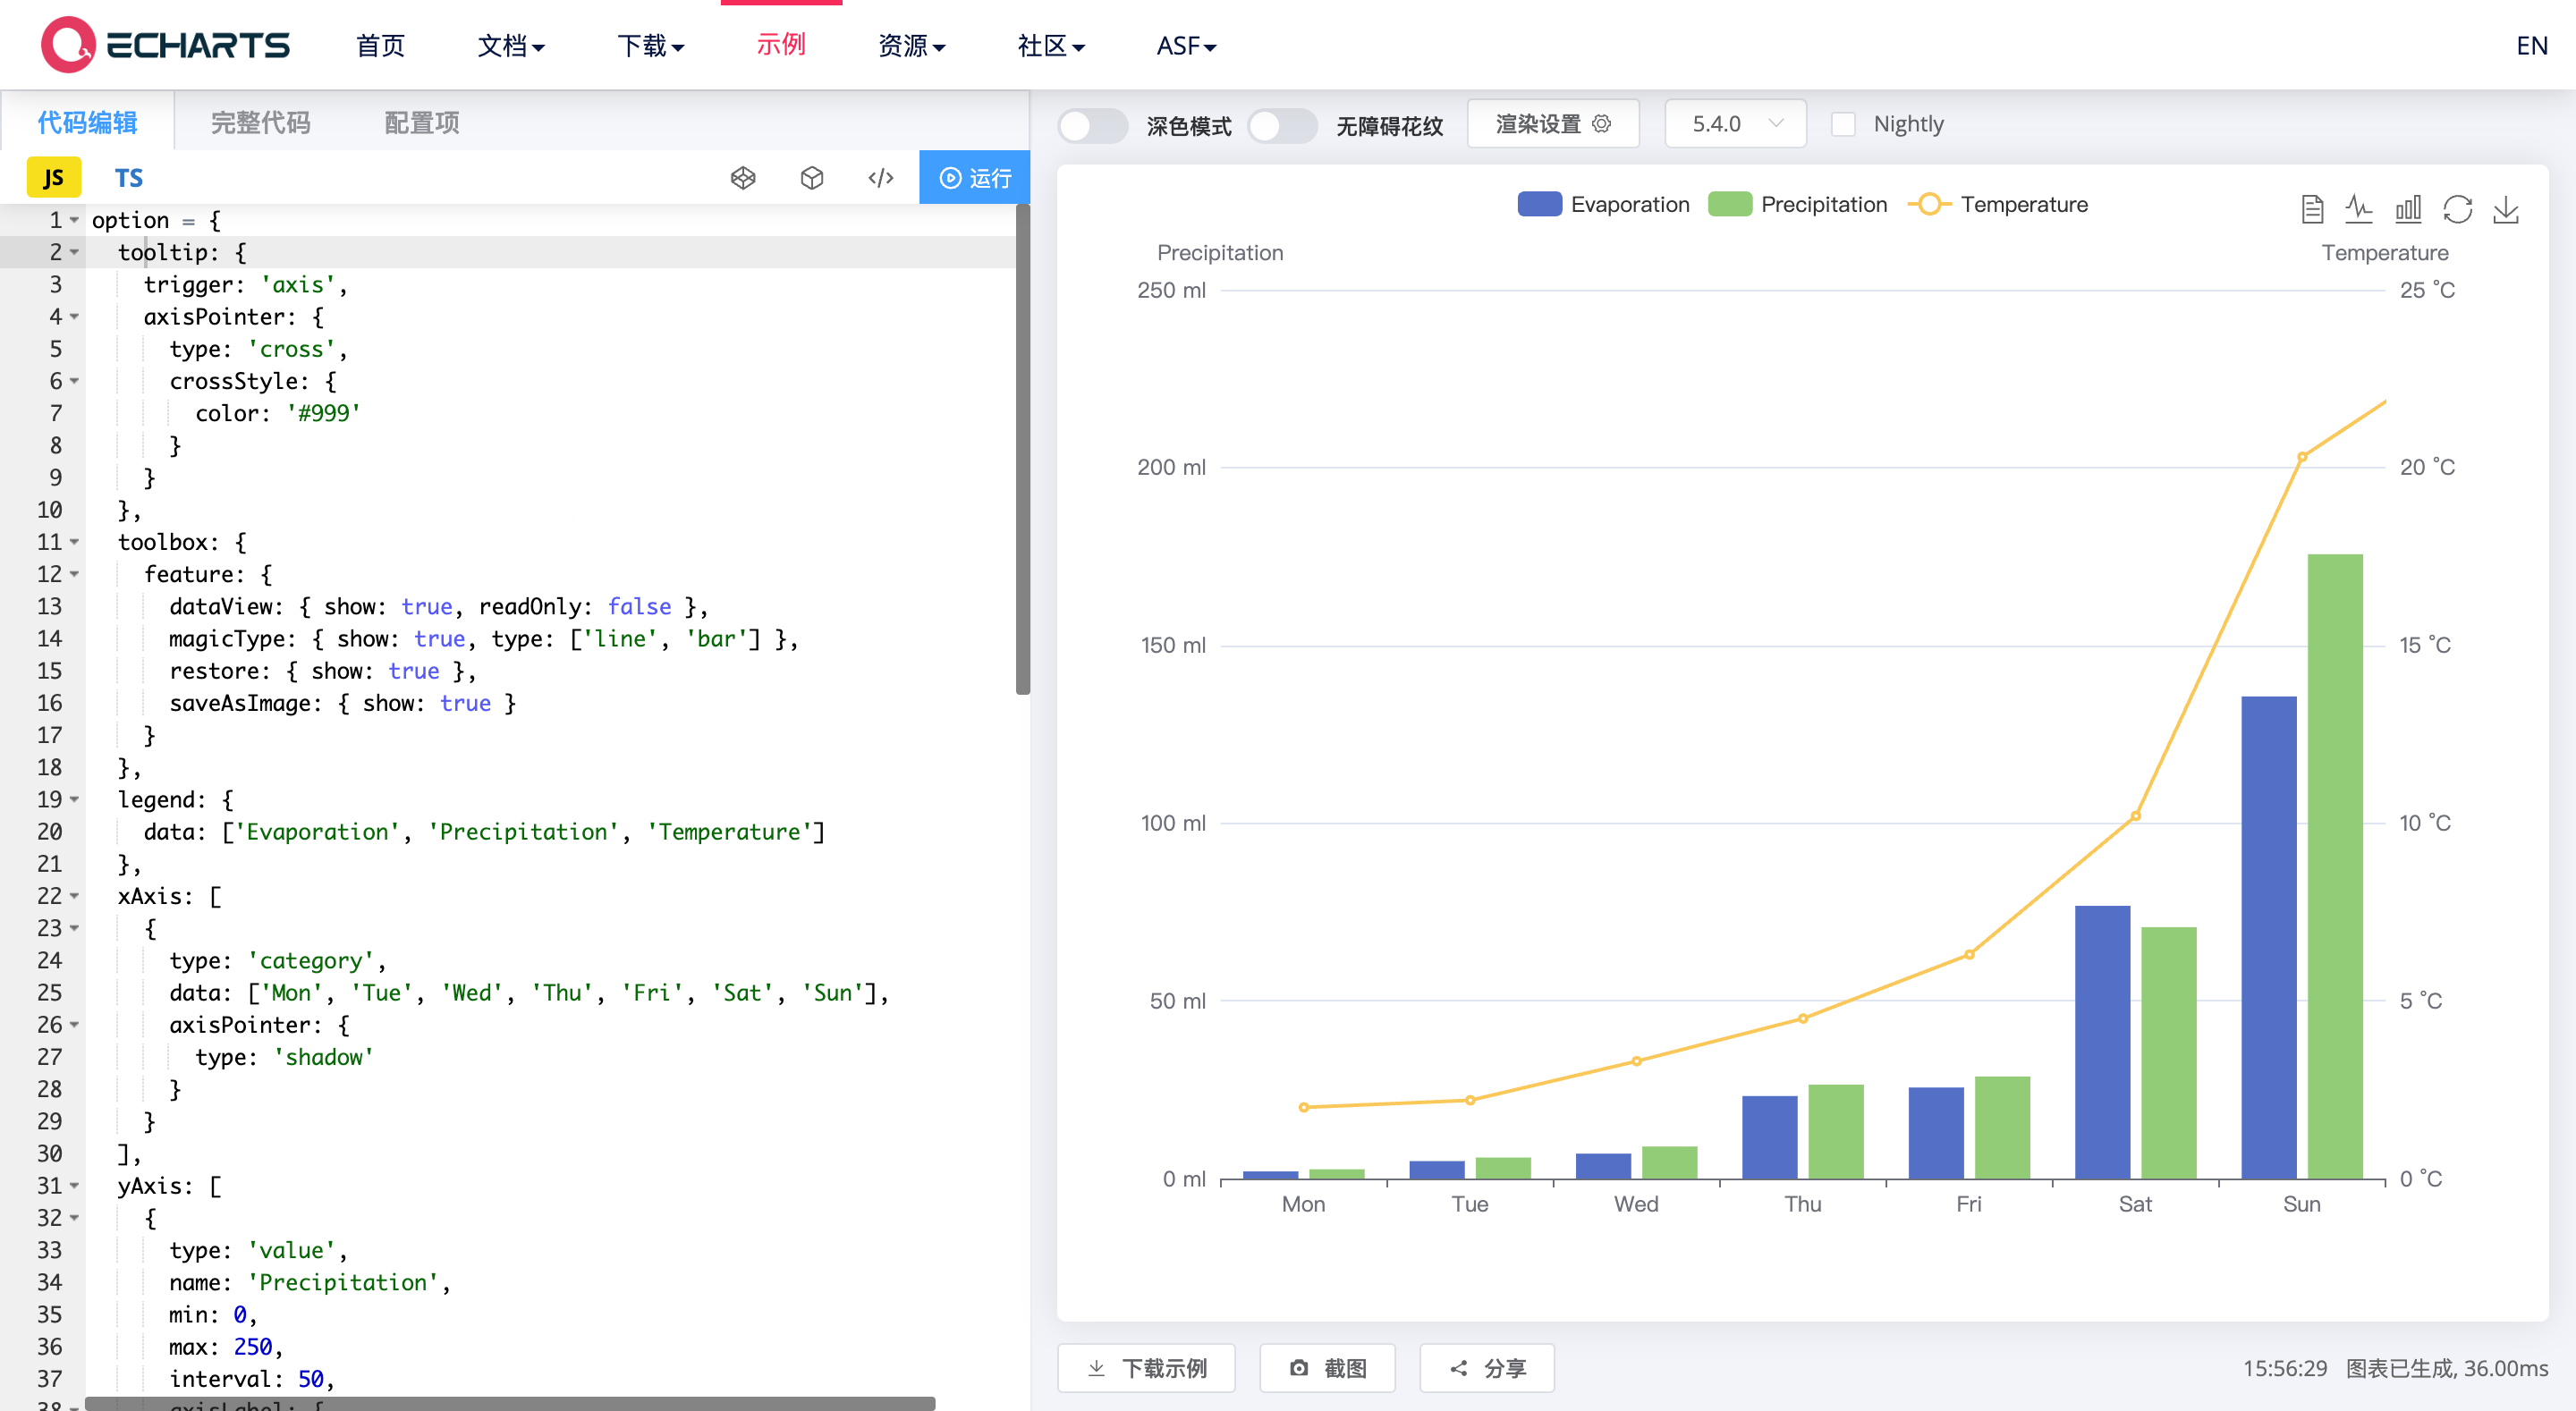 ECHARTS 首页 文档 下载 示例 资源 社区 ASF EN
代码编辑 完整代码 配置项
JS TS 运行
1 option = {
2 tooltip: {
3 trigger: 'axis',
4 axisPointer: {
5 type: 'cross',
6 crossStyle: {
7 color: '#999'
8 }
9 }
10 },
11 toolbox: {
12 feature: {
13 dataView: { show: true, readOnly: false },
14 magicType: { show: true, type: ['line', 'bar'] },
15 restore: { show: true },
16 saveAsImage: { show: true }
17 }
18 },
19 legend: {
20 data: ['Evaporation', 'Precipitation', 'Temperature']
21 },
22 xAxis: [
23 {
24 type: 'category',
25 data: ['Mon', 'Tue', 'Wed', 'Thu', 'Fri', 'Sat', 'Sun'],
26 axisPointer: {
27 type: 'shadow'
28 }
29 }
30 ],
31 yAxis: [
32 {
33 type: 'value',
34 name: 'Precipitation',
35 min: 0,
36 max: 250,
37 interval: 50,
38 axisLabel: {
深色模式 无障碍花纹 渲染设置 5.4.0 Nightly
Evaporation Precipitation Temperature
Precipitation Temperature
250 ml 25 °C
200 ml 20 °C
150 ml 15 °C
100 ml 10 °C
50 ml 5 °C
0 ml 0 °C
Mon Tue Wed Thu Fri Sat Sun
下载示例 截图 分享 15:56:29 图表已生成, 36.00ms